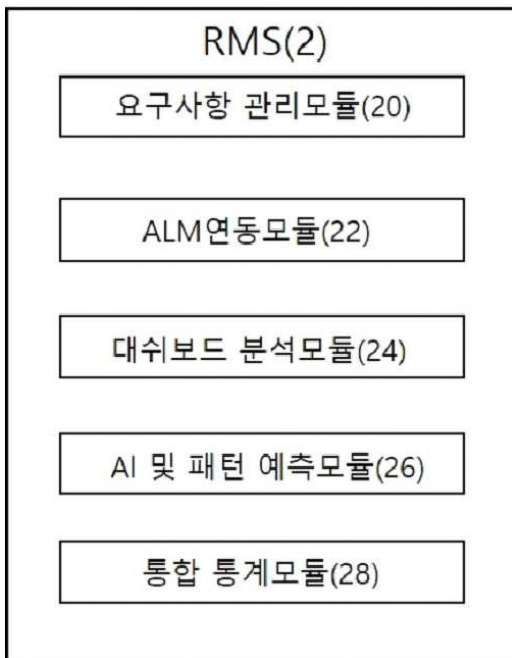 RMS(2)
요구사항 관리모듈(20)
ALM연동모듈(22)
대쉬보드 분석모듈(24)
AI 및 패턴 예측모듈(26)
통합 통계모듈(28)